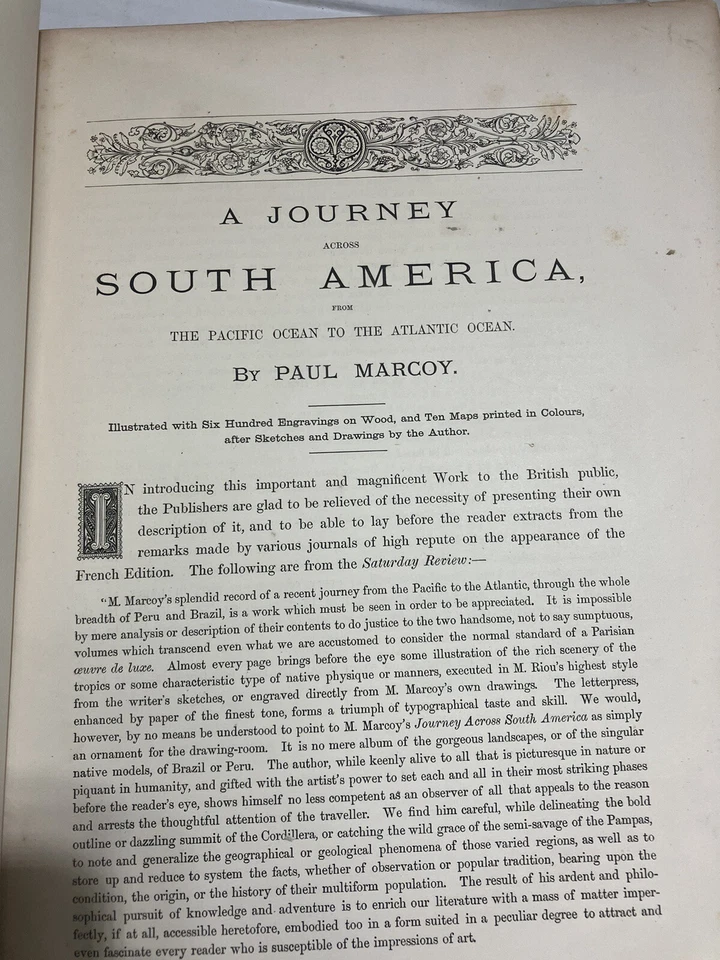 A JOURNEY
ACROSS
SOUTH AMERICA,
FROM
THE PACIFIC OCEAN TO THE ATLANTIC OCEAN.
BY PAUL MARCOY.
Illustrated with Six Hundred Engravings on Wood, and Ten Maps printed in Colours,
after Sketches and Drawings by the Author.
IN introducing this important and magnificent Work to the British public,
the Publishers are glad to be relieved of the necessity of presenting their own
description of it, and to be able to lay before the reader extracts from the
remarks made by various journals of high repute on the appearance of the
French Edition. The following are from the Saturday Review:—
"M. Marcoy's splendid record of a recent journey from the Pacific to the Atlantic, through the whole
breadth of Peru and Brazil, is a work which must be seen in order to be appreciated. It is impossible
by mere analysis or description of their contents to do justice to the two handsome, not to say sumptuous,
volumes which transcend even what we are accustomed to consider the normal standard of a Parisian
œuvre de luxe. Almost every page brings before the eye some illustration of the rich scenery of the
tropics or some characteristic type of native physique or manners, executed in M. Riou's highest style
from the writer's sketches, or engraved directly from M. Marcoy's own drawings. The letterpress,
enhanced by paper of the finest tone, forms a triumph of typographical taste and skill. We would,
however, by no means be understood to point to M. Marcoy's Journey Across South America as simply
an ornament for the drawing-room. It is no mere album of the gorgeous landscapes, or of the singular
native models, of Brazil or Peru. The author, while keenly alive to all that is picturesque in nature or
piquant in humanity, and gifted with the artist's power to set each and all in their most striking phases
before the reader's eye, shows himself no less competent as an observer of all that appeals to the reason
and arrests the thoughtful attention of the traveller. We find him careful, while delineating the bold
outline or dazzling summit of the Cordillera, or catching the wild grace of the semi-savage of the Pampas,
to note and generalize the geographical or geological phenomena of those varied regions, as well as to
store up and reduce to system the facts, whether of observation or popular tradition, bearing upon the
condition, the origin, or the history of their multiform population. The result of his ardent and philo-
sophical pursuit of knowledge and adventure is to enrich our literature with a mass of matter imper-
fectly, if at all, accessible heretofore, embodied too in a form suited in a peculiar degree to attract and
even fascinate every reader who is susceptible of the impressions of art.